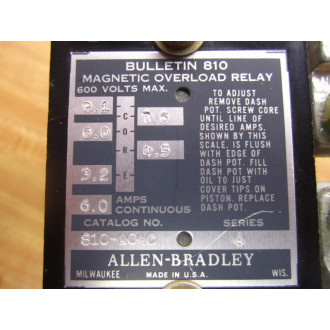 BULLETIN 810
MAGNETIC OVERLOAD RELAY
600 VOLTS MAX.
TO ADJUST
REMOVE DASH
POT. SCREW CORE
UNTIL LINE OF
DESIRED AMPS.
SHOWN BY THIS
SCALE, IS FLUSH
WITH EDGE OF
DASH POT. FILL
DASH POT WITH
OIL TO JUST
COVER TIPS ON
PISTON. REPLACE
DASH POT.
C
O
R
E
4.5
3.2
6.0 AMPS
CONTINUOUS
CATALOG NO. SERIES
ALLEN-BRADLEY
MILWAUKEE MADE IN U.S.A. WIS.